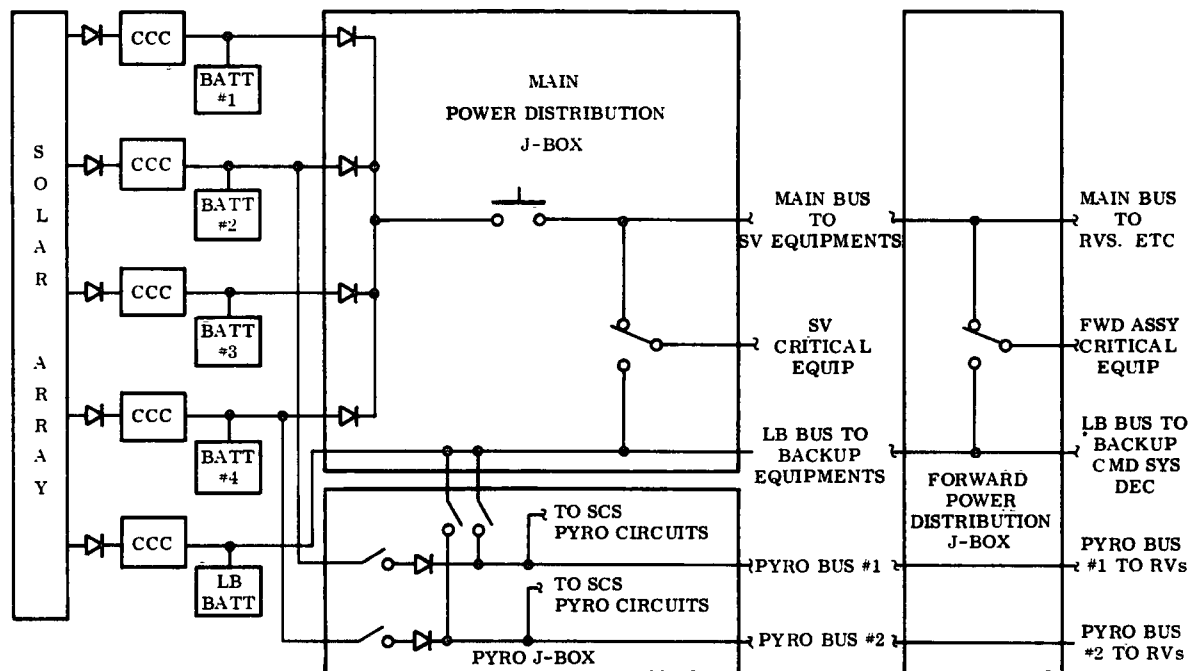 SOLAR ARRAY
CCC
BATT
#1
CCC
BATT
#2
CCC
BATT
#3
CCC
BATT
#4
CCC
LB
BATT
MAIN
POWER DISTRIBUTION
J-BOX
MAIN BUS
TO
SV EQUIPMENTS
SV
CRITICAL
EQUIP
LB BUS TO
BACKUP
EQUIPMENTS
TO SCS
PYRO CIRCUITS
PYRO BUS #1
TO SCS
PYRO CIRCUITS
PYRO BUS #2
PYRO J-BOX
FORWARD
POWER
DISTRIBUTION
J-BOX
MAIN BUS
TO
RVS. ETC
FWD ASSY
CRITICAL
EQUIP
LB BUS TO
BACKUP
CMD SYS
DEC
PYRO BUS
#1 TO RVs
PYRO BUS
#2 TO RVs